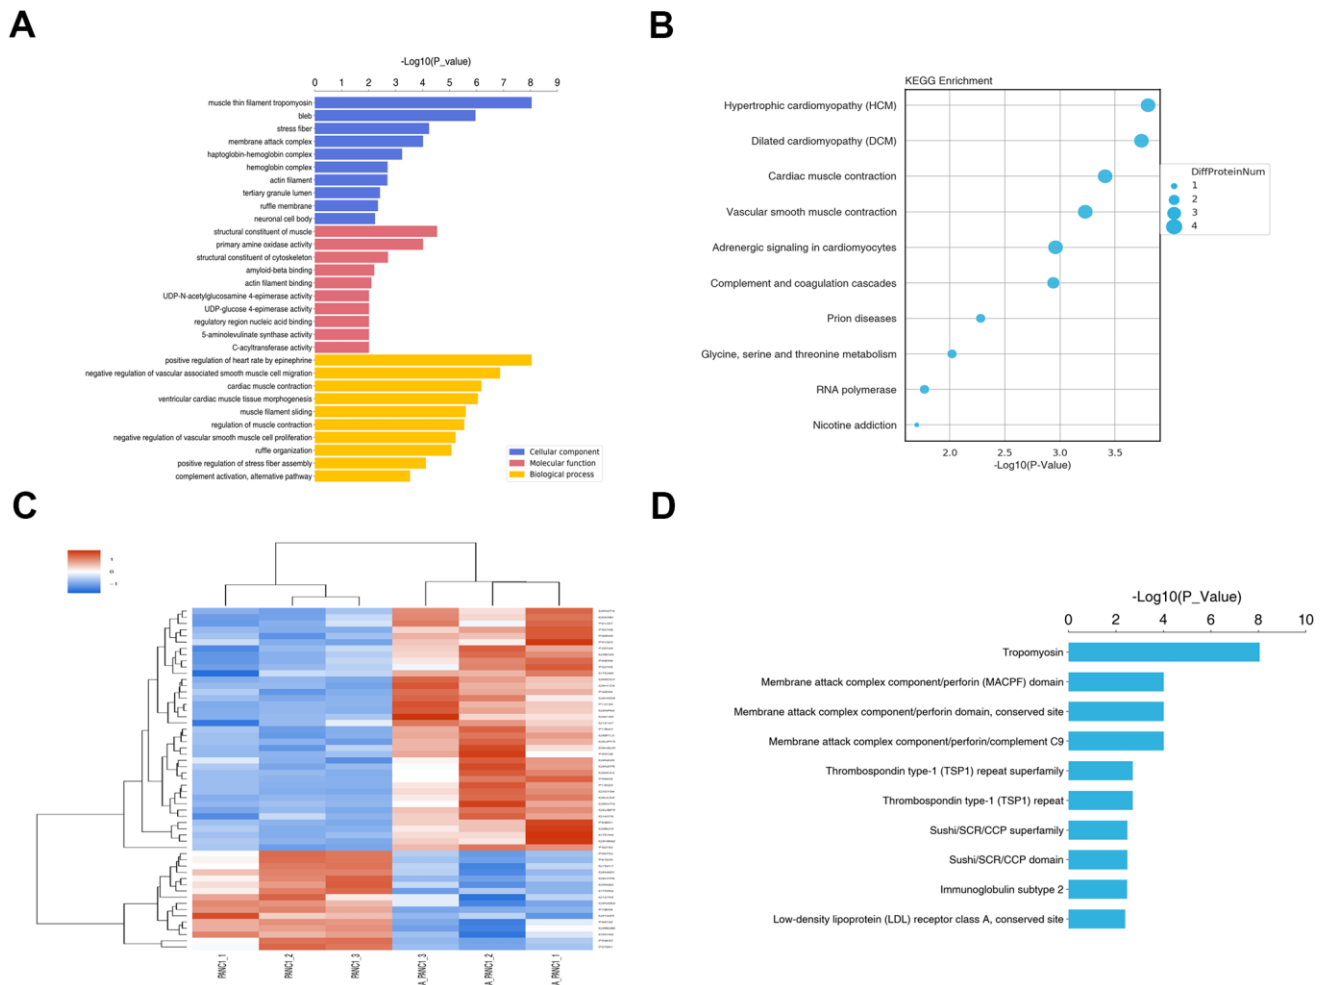 A
-Log10(P_value)
0 1 2 3 4 5 6 7 8 9
muscle thin filament tropomyosin
bleb
stress fiber
membrane attack complex
haptoglobin-hemoglobin complex
hemoglobin complex
actin filament
tertiary granule lumen
ruffle membrane
neuronal cell body
structural constituent of muscle
primary amine oxidase activity
structural constituent of cytoskeleton
amyloid-beta binding
actin filament binding
UDP-N-acetylglucosamine 4-epimerase activity
UDP-glucose 4-epimerase activity
regulatory region nucleic acid binding
5-aminolevulinate synthase activity
C-acyltransferase activity
positive regulation of heart rate by epinephrine
negative regulation of vascular associated smooth muscle cell migration
cardiac muscle contraction
ventricular cardiac muscle tissue morphogenesis
muscle filament sliding
regulation of muscle contraction
negative regulation of vascular smooth muscle cell proliferation
ruffle organization
positive regulation of stress fiber assembly
complement activation, alternative pathway
Cellular component
Molecular function
Biological process
B
KEGG Enrichment
Hypertrophic cardiomyopathy (HCM)
Dilated cardiomyopathy (DCM)
Cardiac muscle contraction
Vascular smooth muscle contraction
Adrenergic signaling in cardiomyocytes
Complement and coagulation cascades
Prion diseases
Glycine, serine and threonine metabolism
RNA polymerase
Nicotine addiction
2.0 2.5 3.0 3.5
-Log10(P-Value)
DiffProteinNum
1
2
3
4
C
1
0
-1
PANC1_1 PANC1_2 PANC1_3 A_PANC1_3 A_PANC1_2 A_PANC1_1
D
-Log10(P_Value)
0 2 4 6 8 10
Tropomyosin
Membrane attack complex component/perforin (MACPF) domain
Membrane attack complex component/perforin domain, conserved site
Membrane attack complex component/perforin/complement C9
Thrombospondin type-1 (TSP1) repeat superfamily
Thrombospondin type-1 (TSP1) repeat
Sushi/SCR/CCP superfamily
Sushi/SCR/CCP domain
Immunoglobulin subtype 2
Low-density lipoprotein (LDL) receptor class A, conserved site